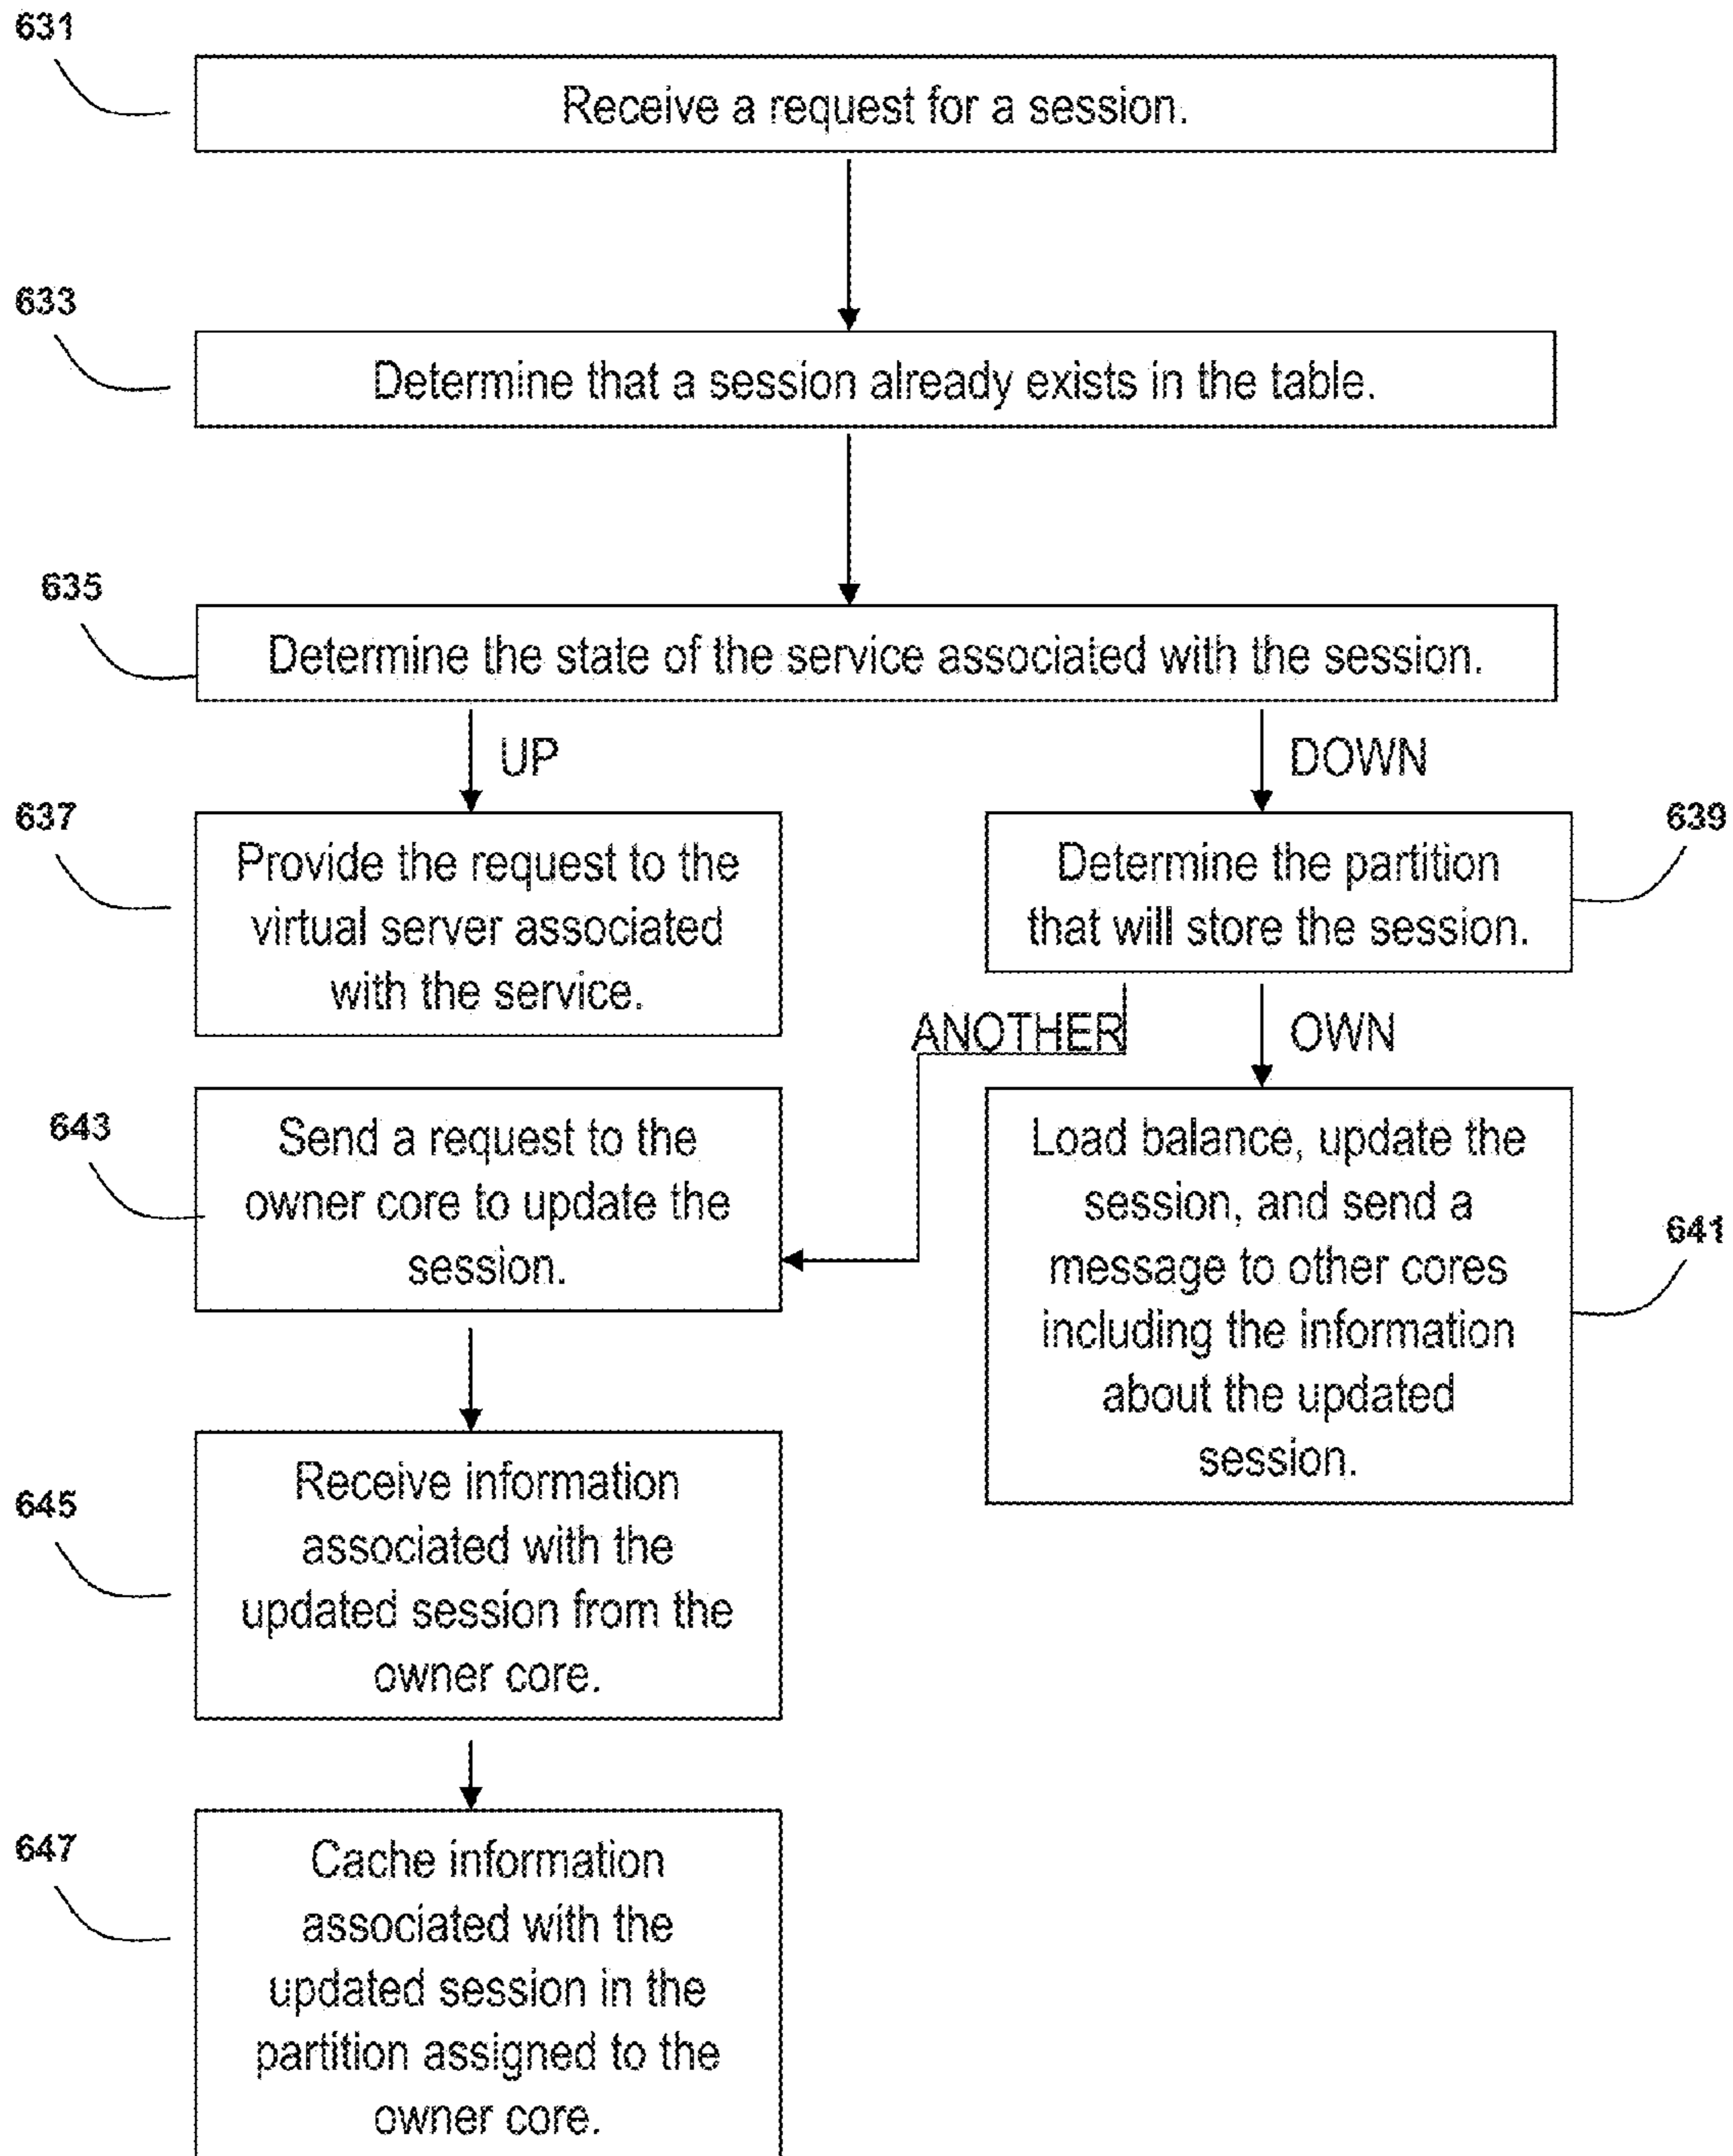 631
Receive a request for a session.
633
Determine that a session already exists in the table.
635
Determine the state of the service associated with the session.
UP
DOWN
637
Provide the request to the
virtual server associated
with the service.
639
Determine the partition
that will store the session.
ANOTHER
OWN
643
Send a request to the
owner core to update the
session.
641
Load balance, update the
session, and send a
message to other cores
including the information
about the updated
session.
645
Receive information
associated with the
updated session from the
owner core.
647
Cache information
associated with the
updated session in the
partition assigned to the
owner core.